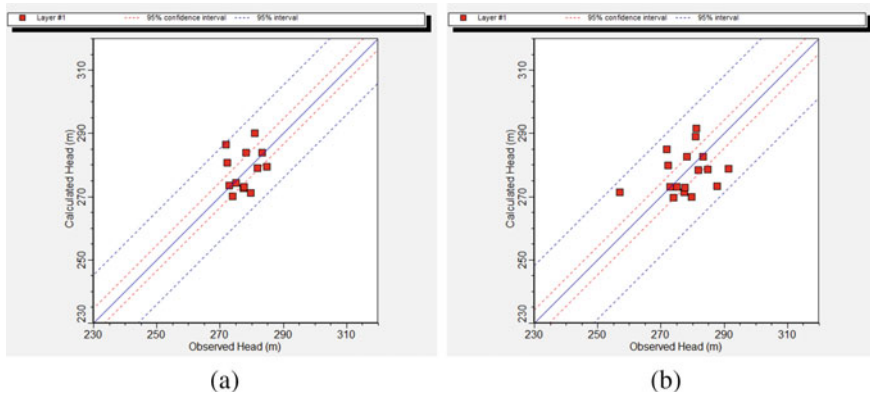 Layer #1 95% confidence interval 95% interval
Layer #1 95% confidence interval 95% interval
Calculated Head (m)
310
290
270
250
230
230 250 270 290 310
Observed Head (m)
Calculated Head (m)
310
290
270
250
230
230 250 270 290 310
Observed Head (m)
(a)
(b)